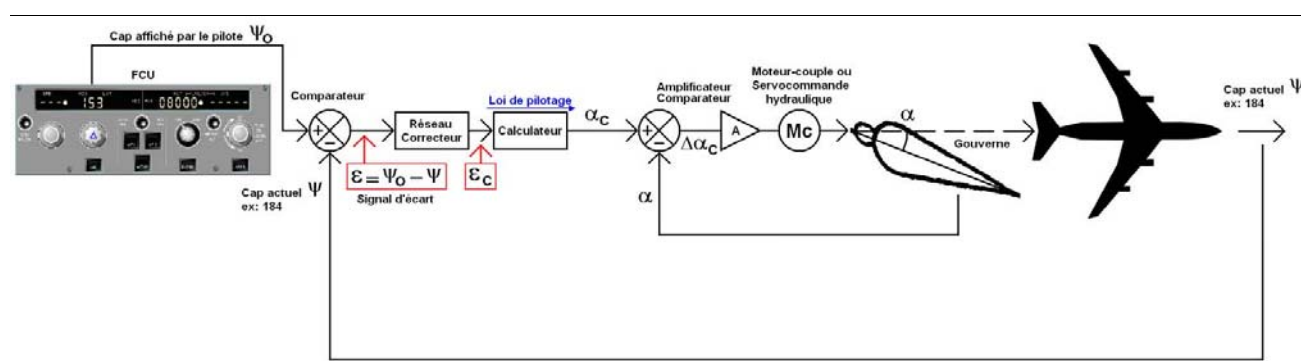 Cap affiché par le pilote Ψo
FCU
153
08000
Comparateur
+
−
Cap actuel Ψ
ex: 184
ε = Ψo − Ψ
Signal d'écart
Réseau
Correcteur
εc
Loi de pilotage
Calculateur
αc
Amplificateur
Comparateur
+
−
Δαc
A
α
Moteur-couple ou
Servocommande
hydraulique
Mc
α
Gouverne
Cap actuel Ψ
ex: 184